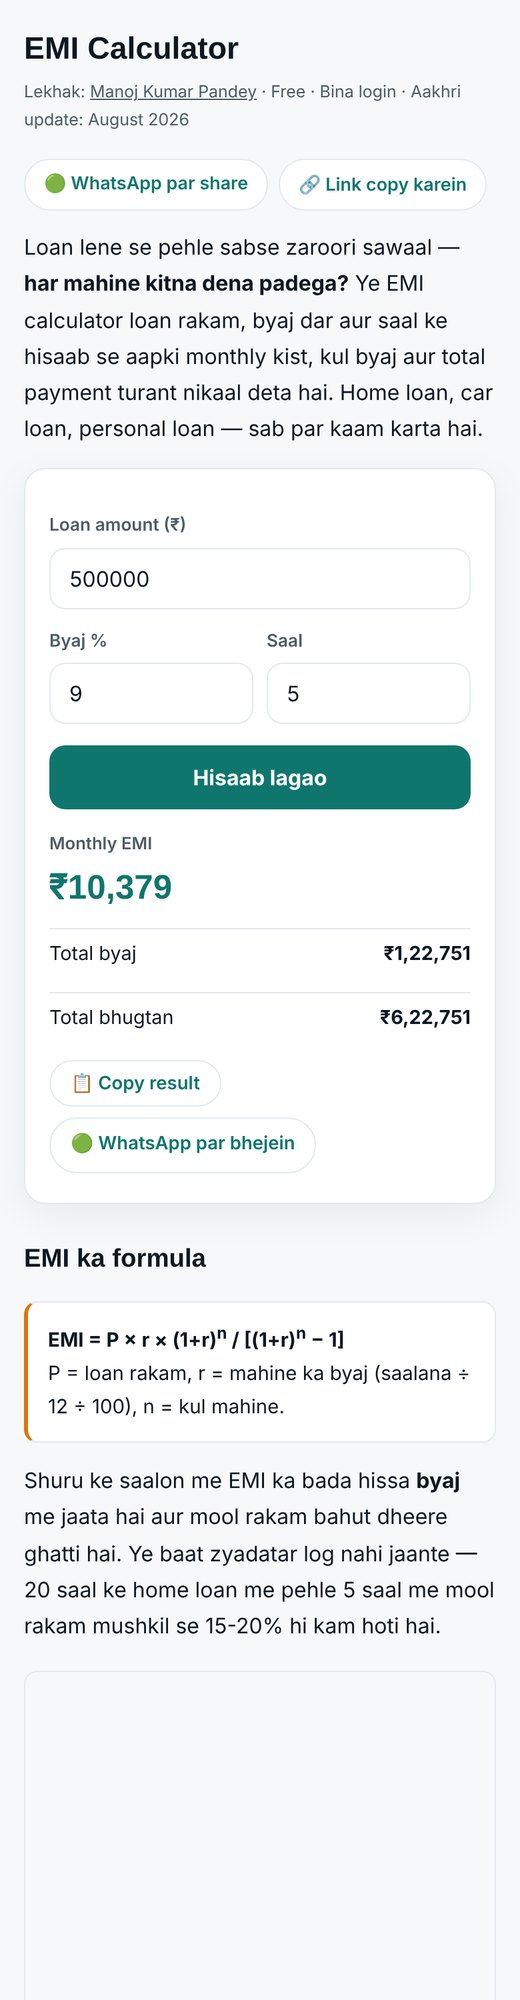 EMI Calculator
Lekhak: Manoj Kumar Pandey · Free · Bina login · Aakhri
update: August 2026
🟢 WhatsApp par share
🔗 Link copy karein
Loan lene se pehle sabse zaroori sawaal —
har mahine kitna dena padega? Ye EMI
calculator loan rakam, byaj dar aur saal ke
hisaab se aapki monthly kist, kul byaj aur total
payment turant nikaal deta hai. Home loan, car
loan, personal loan — sab par kaam karta hai.
Loan amount (₹)
500000
Byaj % Saal
9 5
Hisaab lagao
Monthly EMI
₹10,379
Total byaj ₹1,22,751
Total bhugtan ₹6,22,751
📋 Copy result
🟢 WhatsApp par bhejein
EMI ka formula
EMI = P × r × (1+r)ⁿ / [(1+r)ⁿ − 1]
P = loan rakam, r = mahine ka byaj (saalana ÷
12 ÷ 100), n = kul mahine.
Shuru ke saalon me EMI ka bada hissa byaj
me jaata hai aur mool rakam bahut dheere
ghatti hai. Ye baat zyadatar log nahi jaante —
20 saal ke home loan me pehle 5 saal me mool
rakam mushkil se 15-20% hi kam hoti hai.